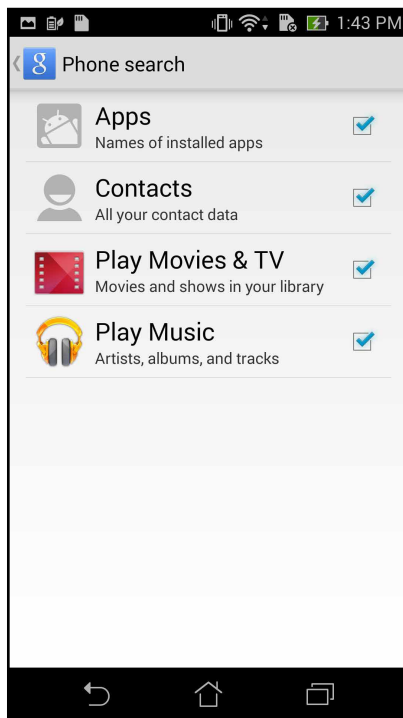 1:43 PM
8 Phone search
Apps
Names of installed apps
Contacts
All your contact data
Play Movies & TV
Movies and shows in your library
Play Music
Artists, albums, and tracks